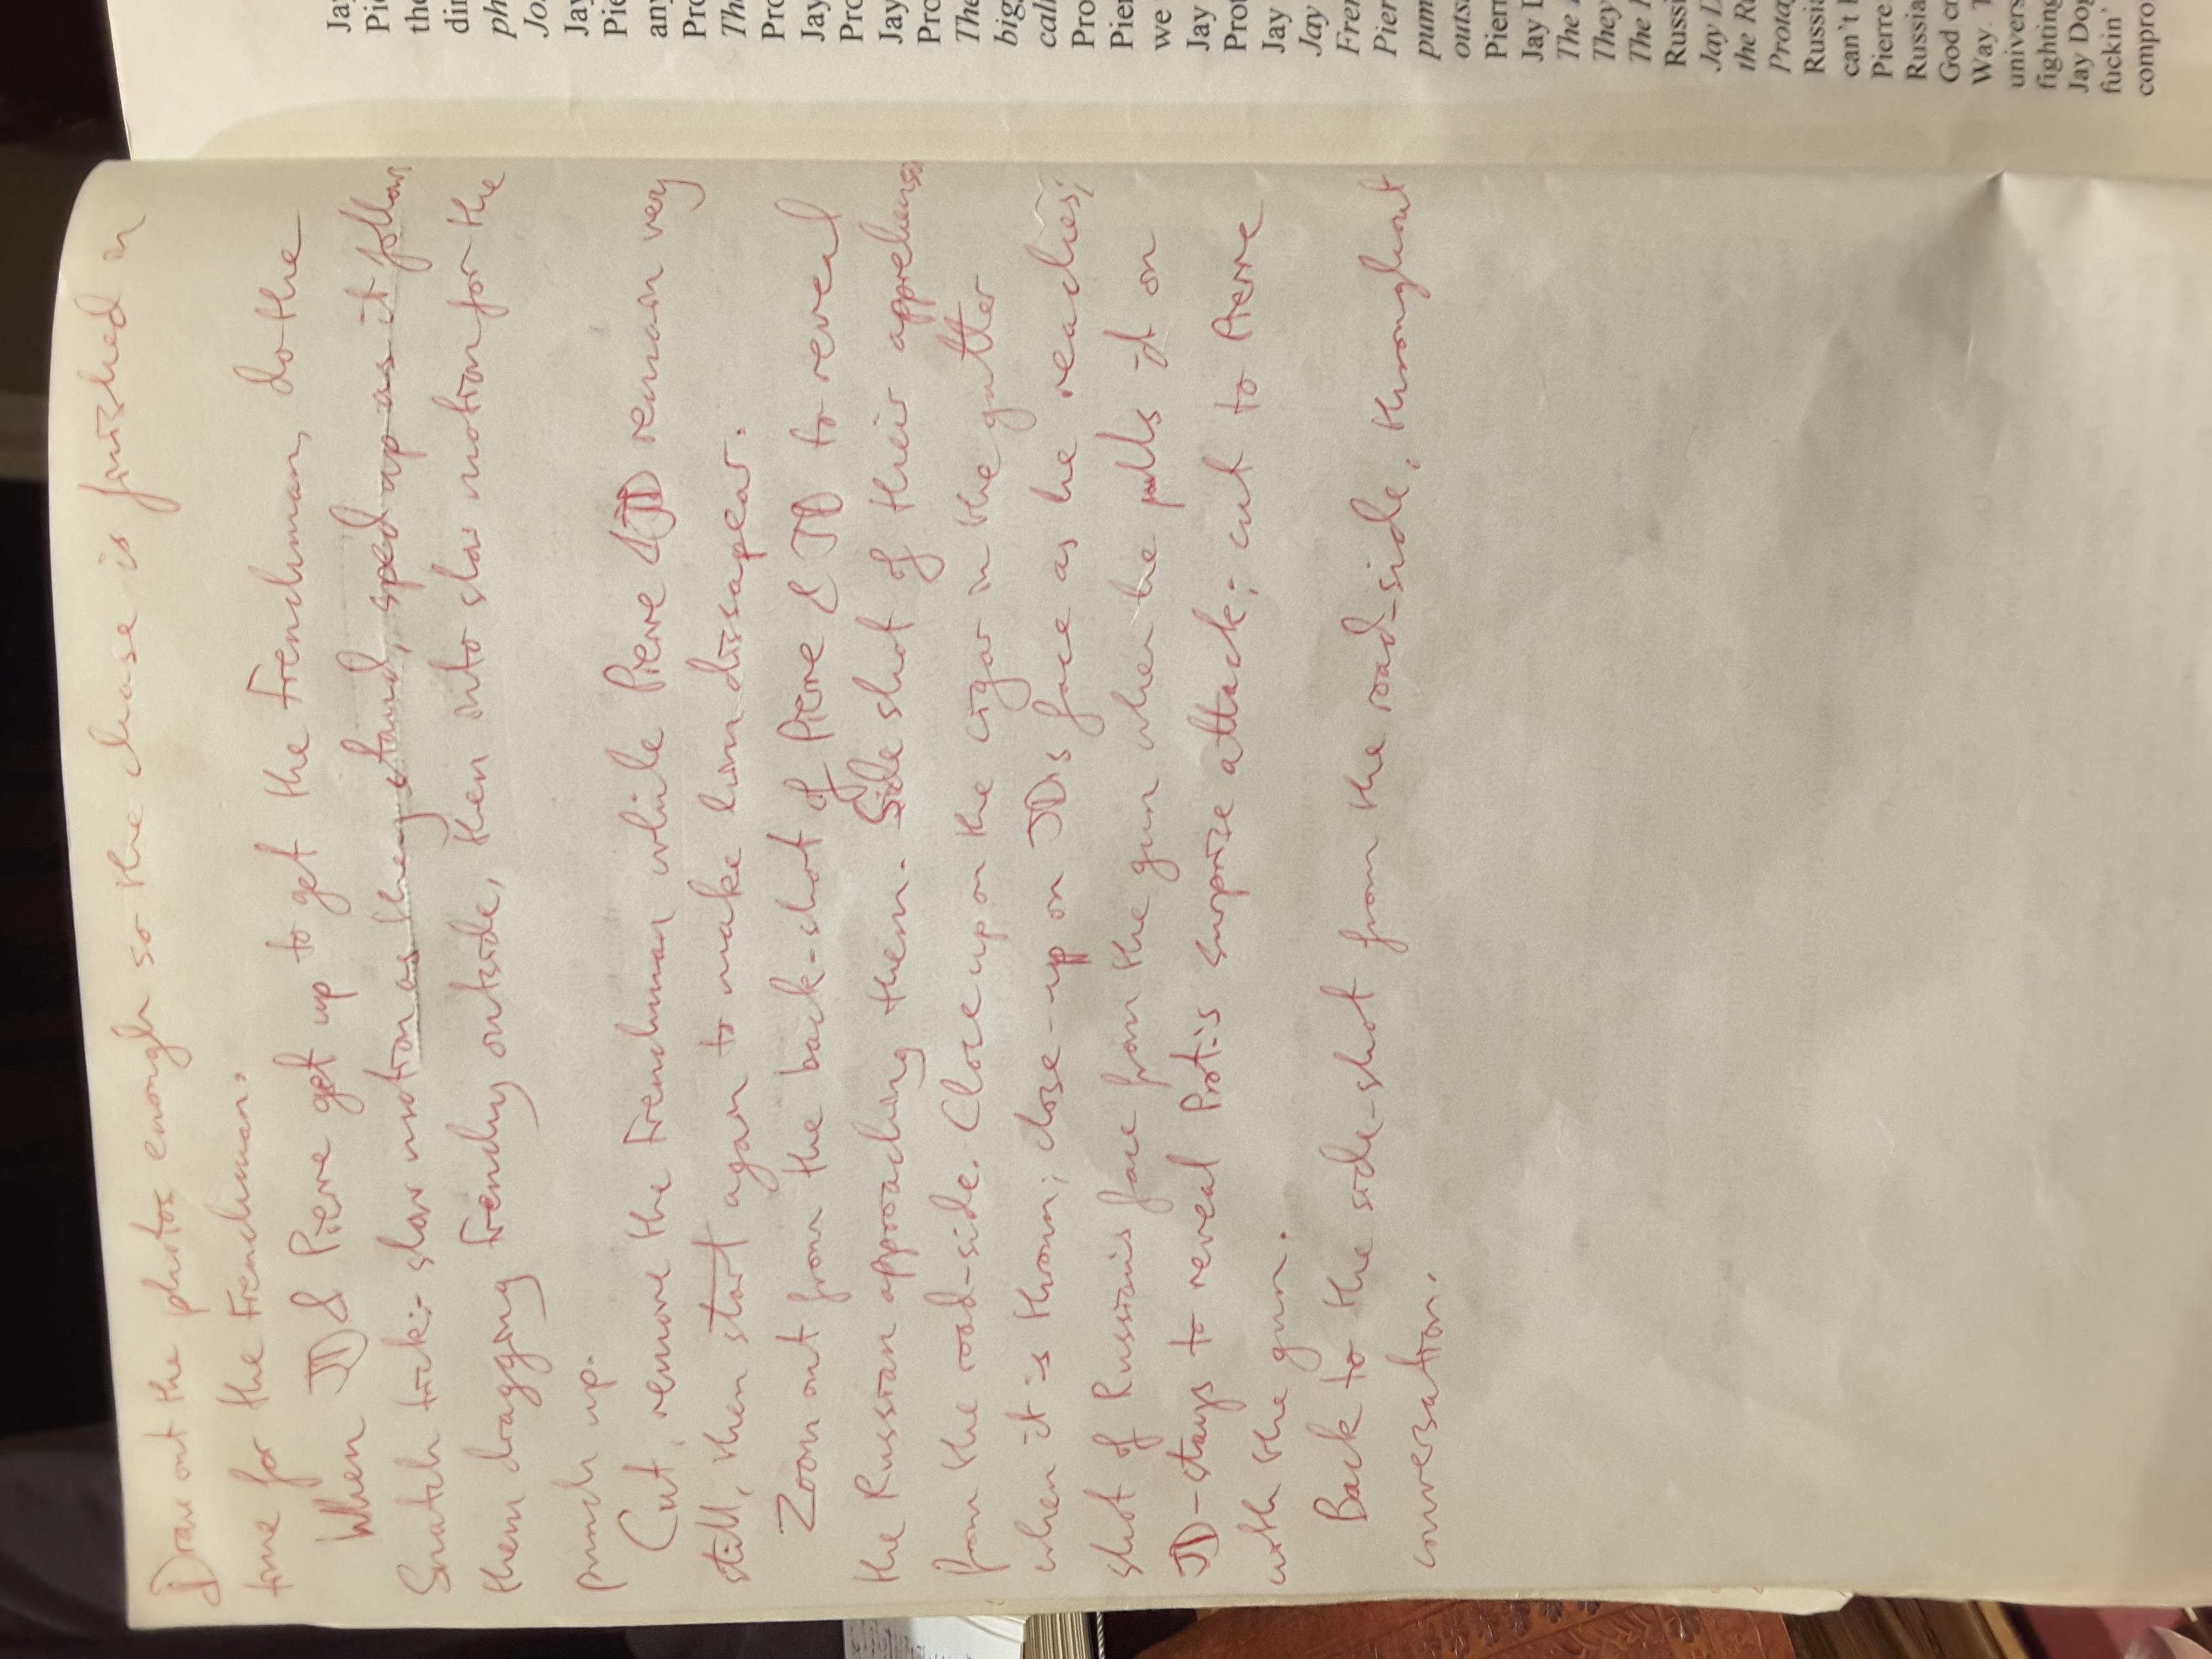 Draw out the photos enough so the chase is finished in
time for the Frenchman.
When JD & Pierre get up to get the Frenchman, do the
Snatch trick:- slow motion as they stand, sped up as it follows
them dragging Frenchy outside, then into slow motion for the
punch up.
Cut, remove the Frenchman while Pierre & JD remain very
still, then start again to make him dissapear.
Zoom out from the back-shot of Pierre & JD to reveal
the Russian approaching them. Side shot of their apprehension
from the road-side. Close up on the cigar in the gutter
when it is thrown; close-up on JD's face as he reaches;
shot of Russian's face from the gun when he pulls it on
JD-stays to reveal Prot.'s surprise attack; cut to Pierre
with the gun.
Back to the side-shot from the road-side, throughout
conversation.
Jay
Pie
the
din
ph
Jo
Jay
Pie
any
Pro
The
Pro
Jay
Pro
Jay
Pro
The
big
call
Pro
Pier
we
Jay
Prot
Jay
Jay
Fren
Pier
pum
outs
Pierr
Jay D
The
They
The
Russi
Jay D
the Ru
Prota
Russia
can't
Pierre
Russia
God cr
Way. T
univers
fighting
Jay Dog
fuckin'
compro